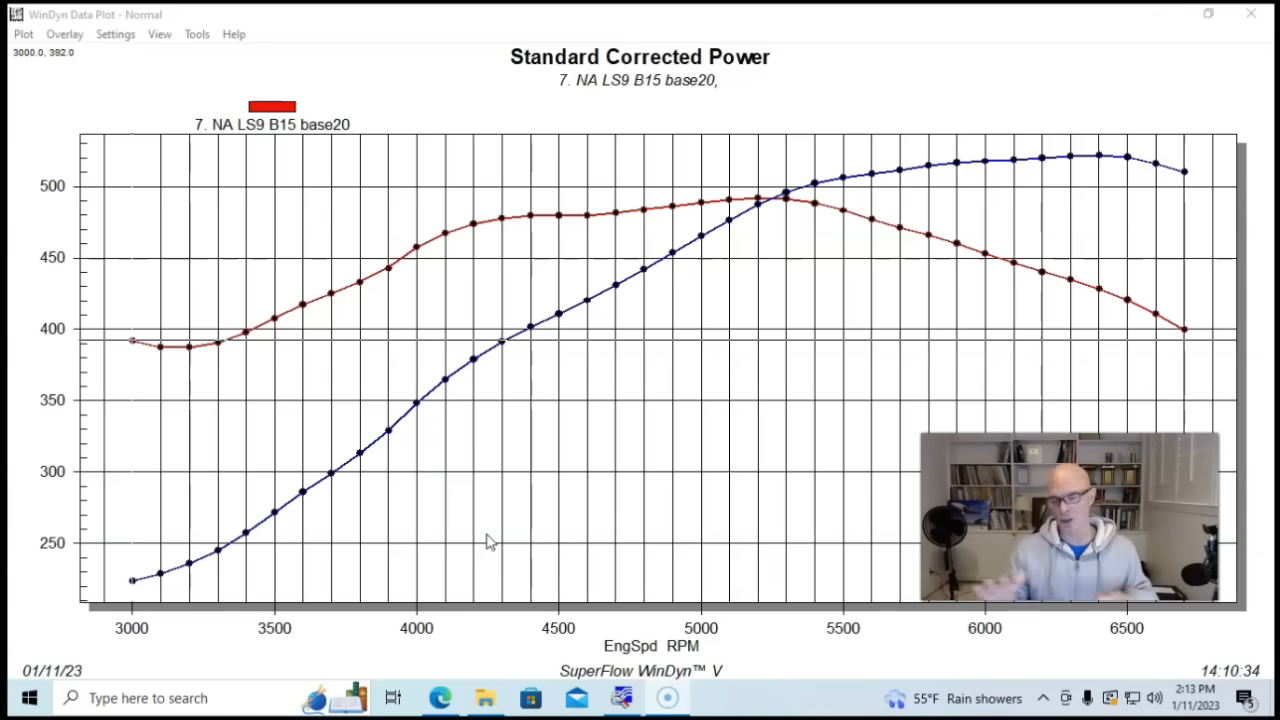 WinDyn Data Plot - Normal
Plot Overlay Settings View Tools Help
3000.0, 392.0
Standard Corrected Power
7. NA LS9 B15 base20,
7. NA LS9 B15 base20
500
450
400
350
300
250
3000 3500 4000 4500 5000 5500 6000 6500
EngSpd RPM
01/11/23 SuperFlow WinDyn™ V 14:10:34
Type here to search 55°F Rain showers 2:13 PM
1/11/2023 5